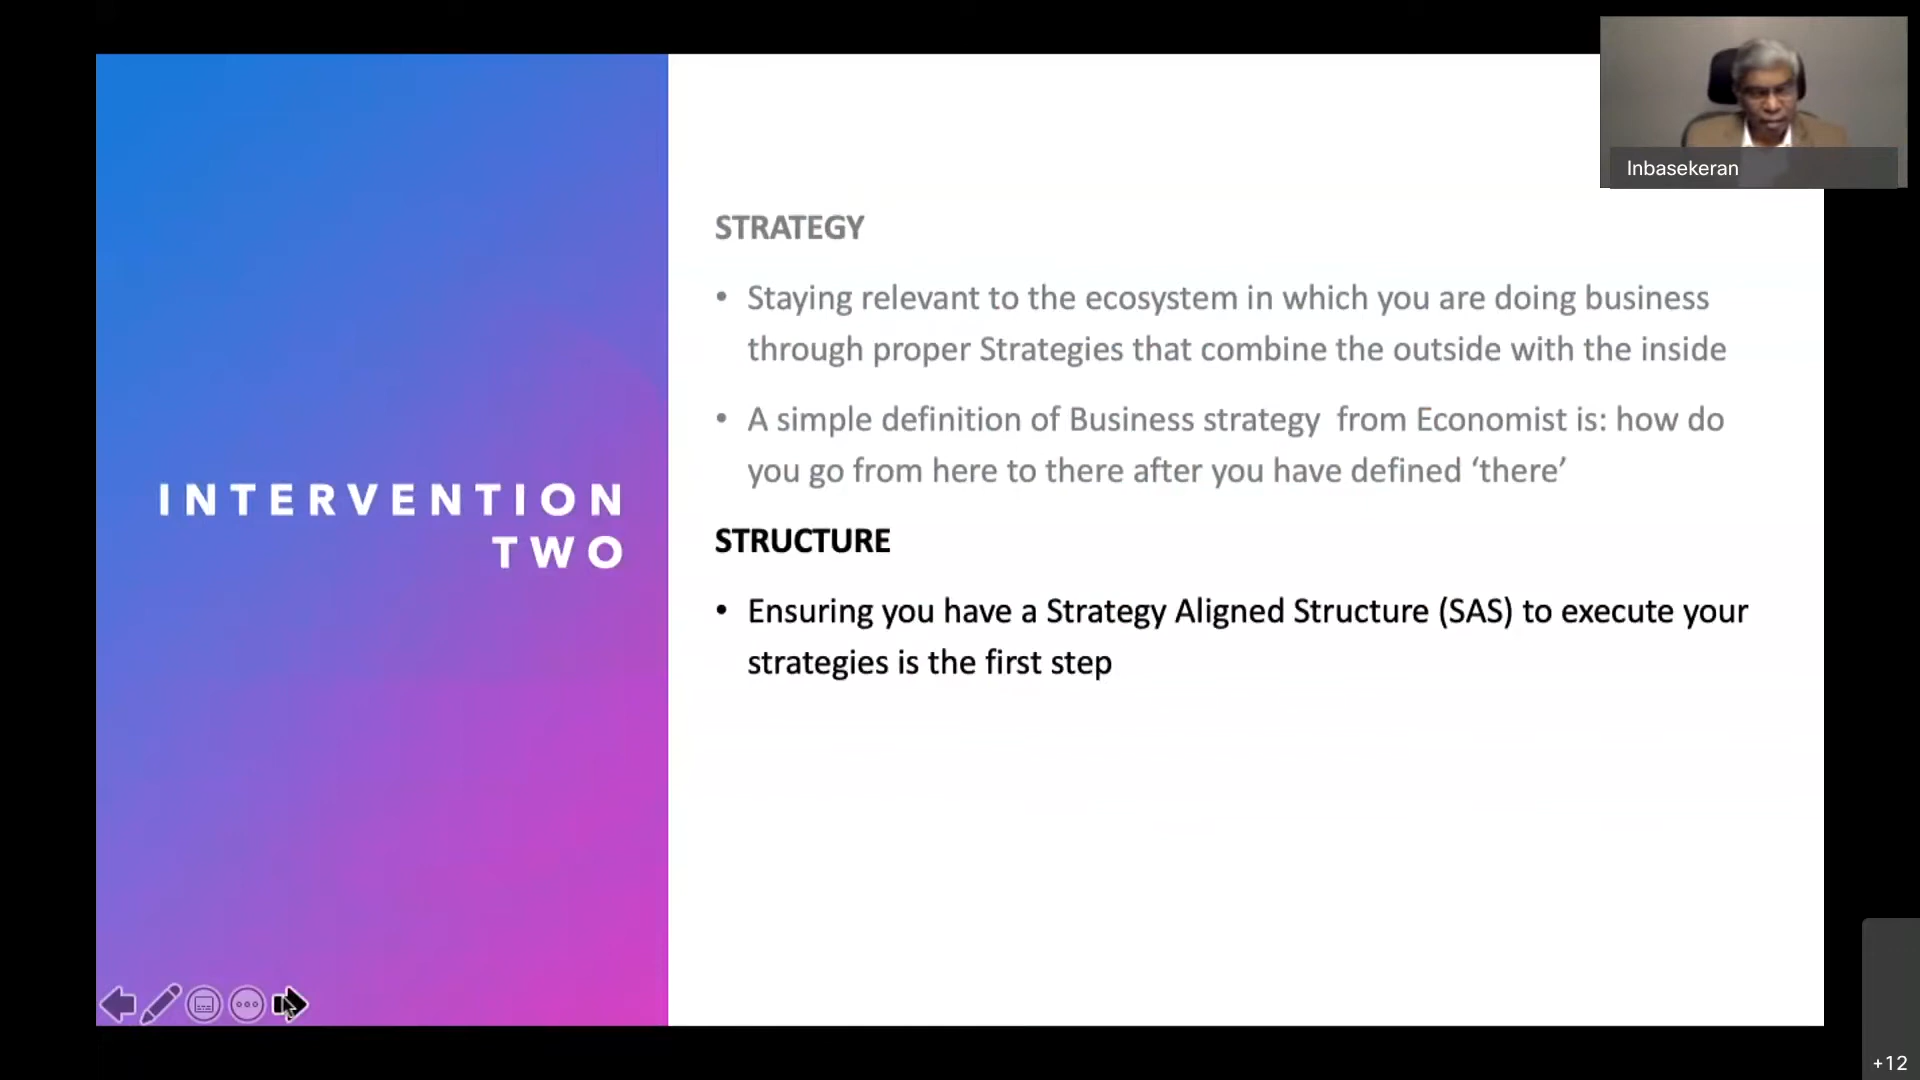 Inbasekeran
INTERVENTION
TWO
STRATEGY
• Staying relevant to the ecosystem in which you are doing business
through proper Strategies that combine the outside with the inside
• A simple definition of Business strategy  from Economist is: how do
you go from here to there after you have defined ‘there’
STRUCTURE
• Ensuring you have a Strategy Aligned Structure (SAS) to execute your
strategies is the first step
+12